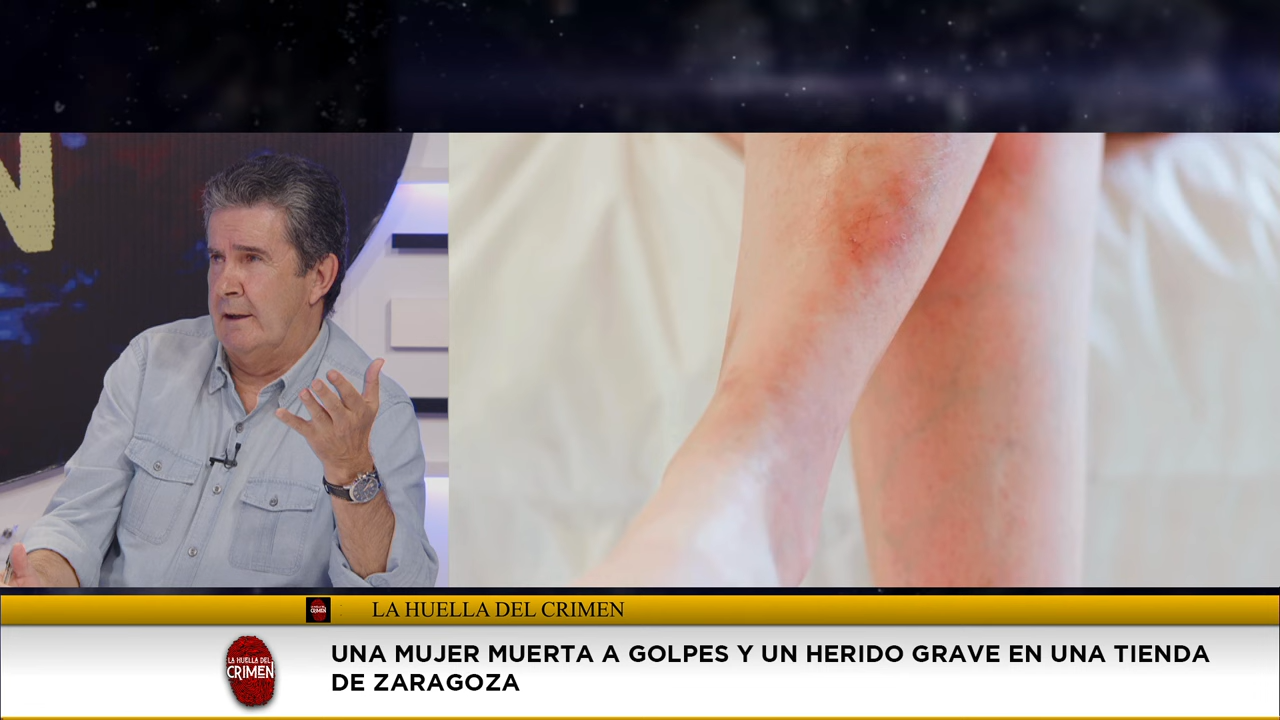 N
LA HUELLA DEL CRIMEN
LA HUELLA DEL
CRIMEN
UNA MUJER MUERTA A GOLPES Y UN HERIDO GRAVE EN UNA TIENDA
DE ZARAGOZA